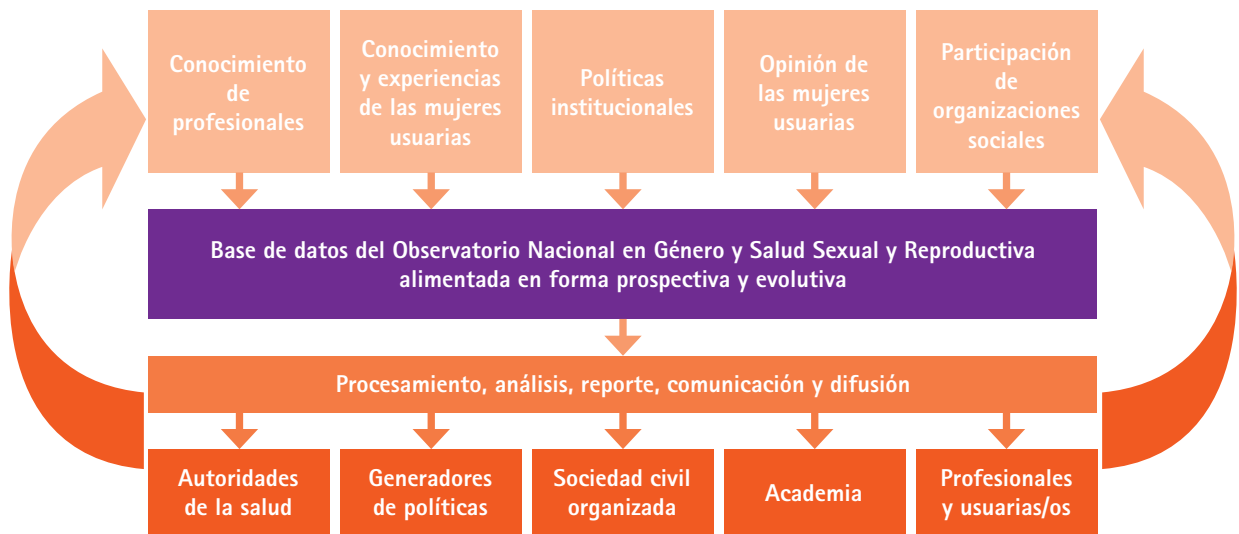 Conocimiento
de
profesionales
Conocimiento
y experiencias
de las mujeres
usuarias
Políticas
institucionales
Opinión de
las mujeres
usuarias
Participación
de
organizaciones
sociales
Base de datos del Observatorio Nacional en Género y Salud Sexual y Reproductiva
alimentada en forma prospectiva y evolutiva
Procesamiento, análisis, reporte, comunicación y difusión
Autoridades
de la salud
Generadores
de políticas
Sociedad civil
organizada
Academia
Profesionales
y usuarias/os